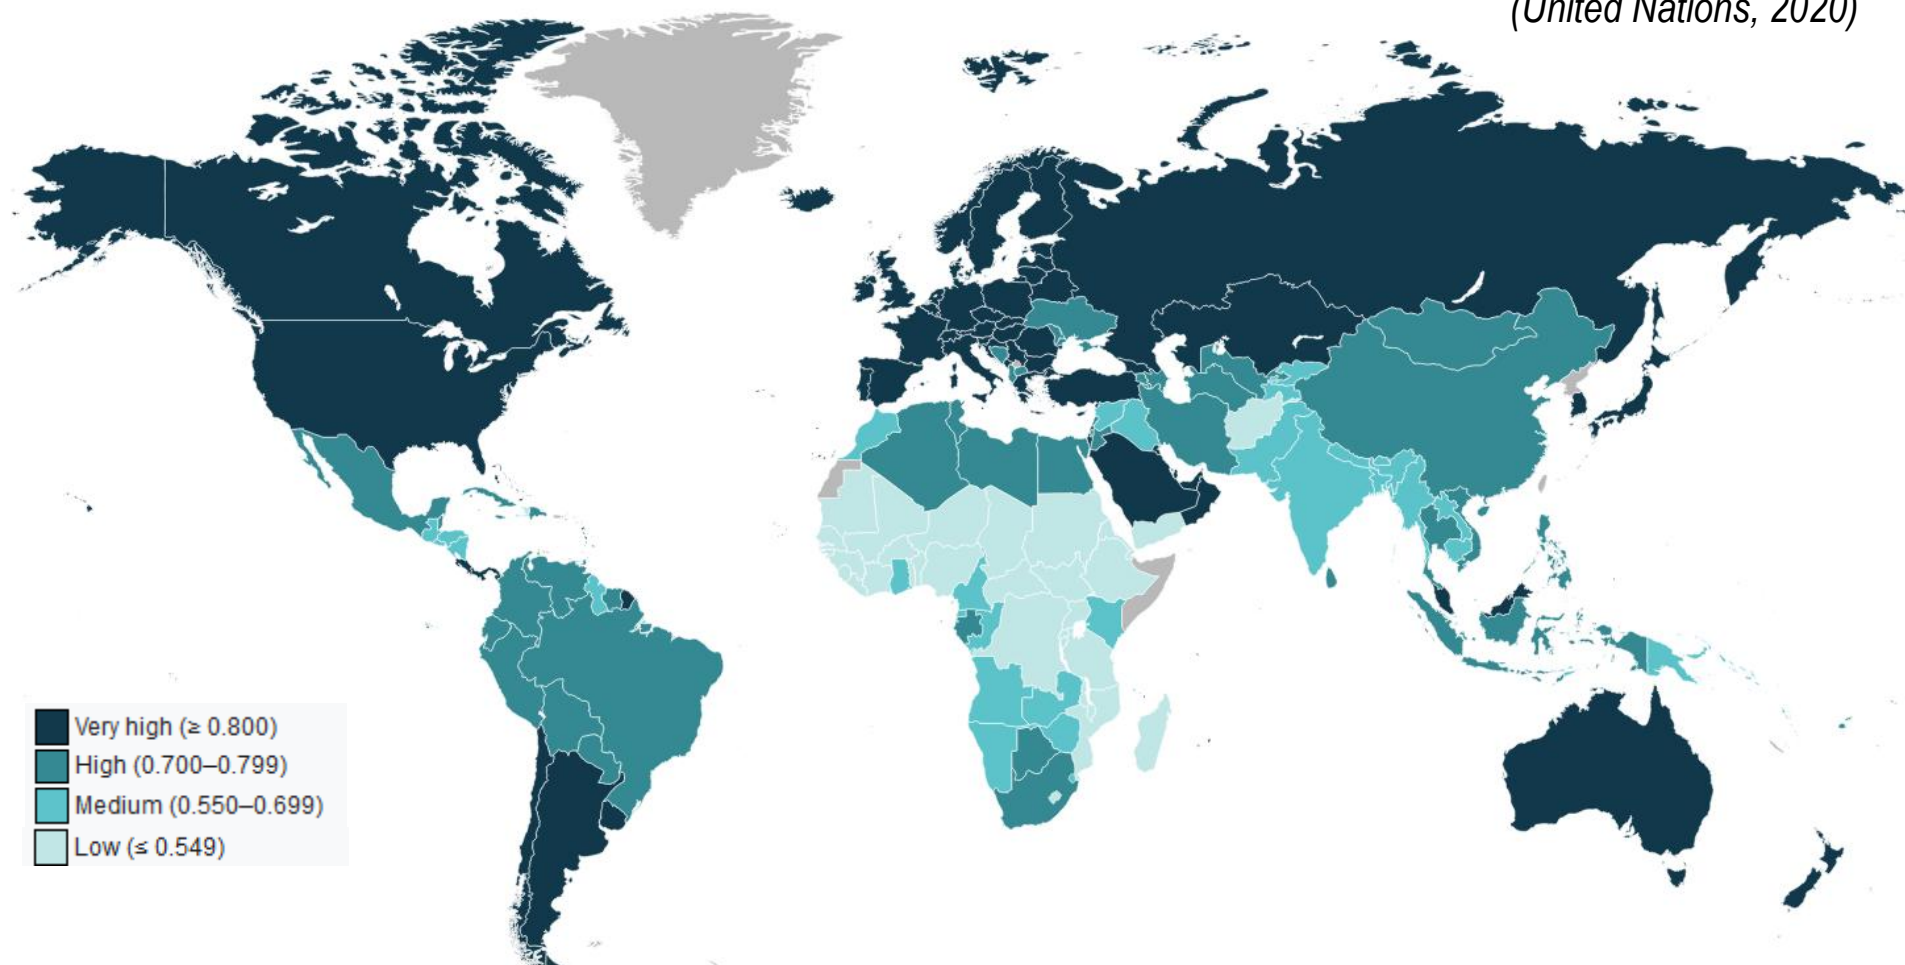 (United Nations, 2020)
Very high (≥ 0.800)
High (0.700–0.799)
Medium (0.550–0.699)
Low (≤ 0.549)